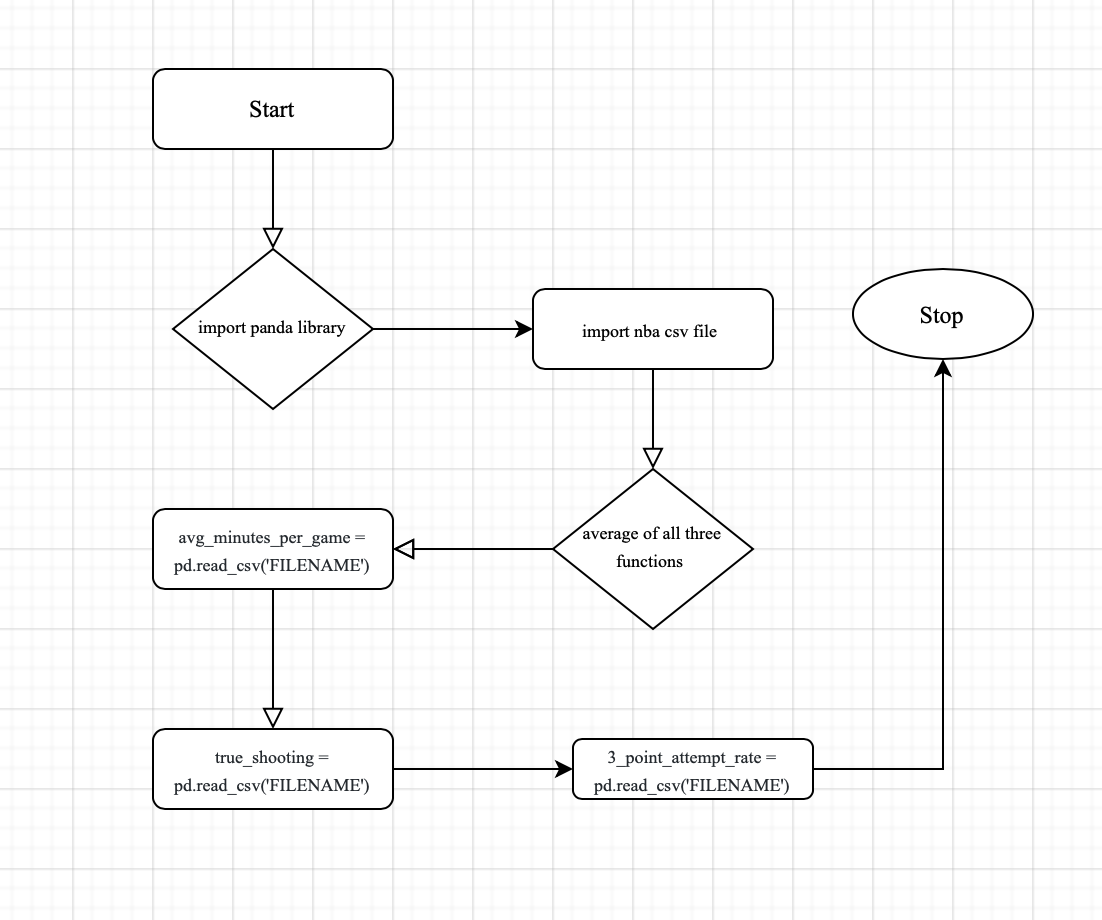 Start
import panda library
import nba csv file
Stop
average of all three
functions
avg_minutes_per_game =
pd.read_csv('FILENAME')
true_shooting =
pd.read_csv('FILENAME')
3_point_attempt_rate =
pd.read_csv('FILENAME')